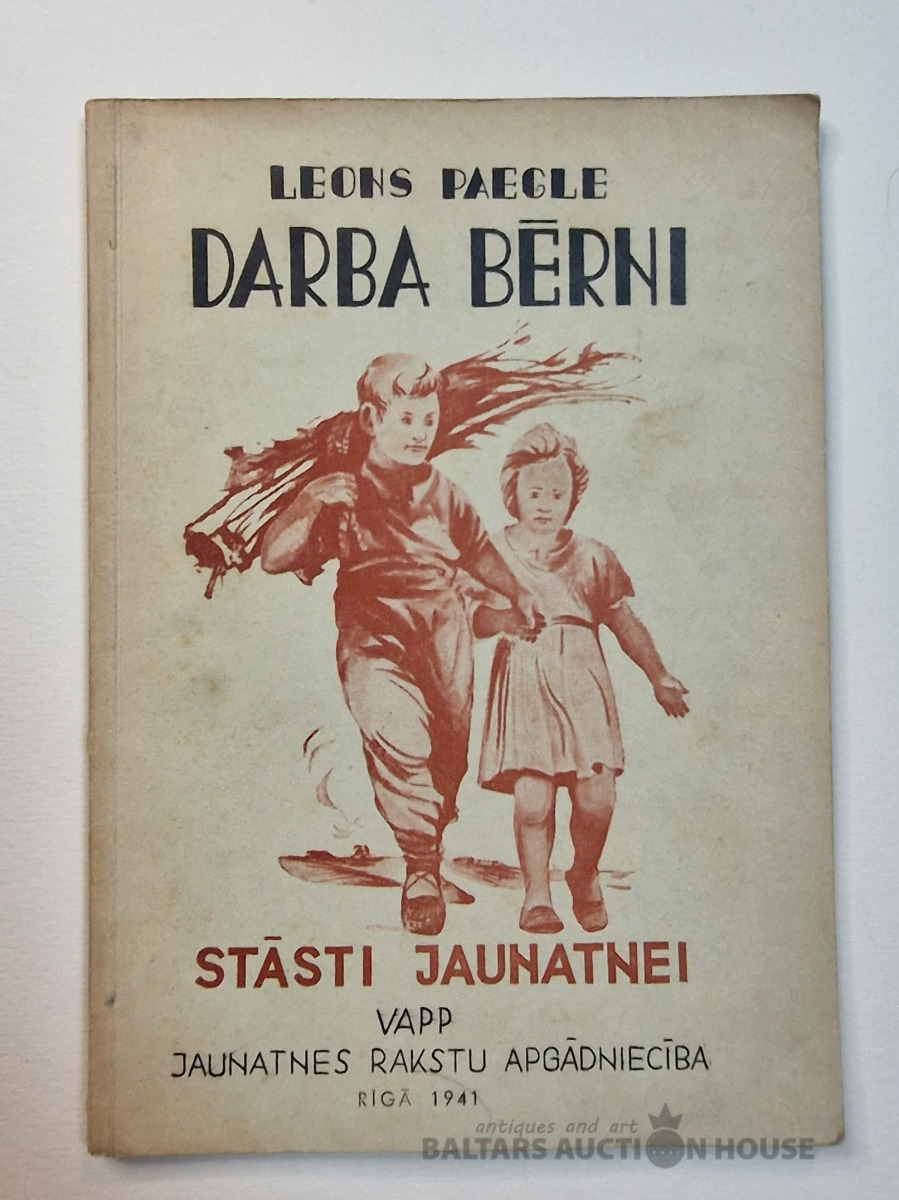 LEONS PAEGLE
DARBA BĒRNI
STĀSTI JAUNATNEI
VAPP
JAUNATNES RAKSTU APGĀDNIECĪBA
RĪGĀ 1941
antiques and art
BALTARS AUCTION HOUSE